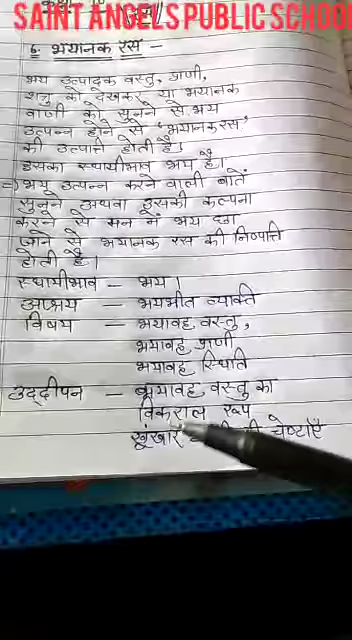 SAINT ANGELS PUBLIC SCHOOL
6. भयानक रस –
भय उत्पादक वस्तु, प्राणी,
शत्रु को देखकर या भयानक
वाणी को सुनने से भय
उत्पन्न होने से 'भयानक रस'
की उत्पत्ति होती है।
इसका स्थायीभाव भय है।
=> भय उत्पन्न करने वाली बातें
सुनने अथवा उसकी कल्पना
करने से मन में भय छा
जाने से भयानक रस की निष्पत्ति
होती है।
स्थायीभाव – भय।
आश्रय – भयभीत व्यक्ति
विषय – भयावह वस्तु,
भयावह प्राणी
भयावह स्थिति
उद्दीपन – भयावह वस्तु का
विकराल रूप
खूंखार की चेष्टाएँ